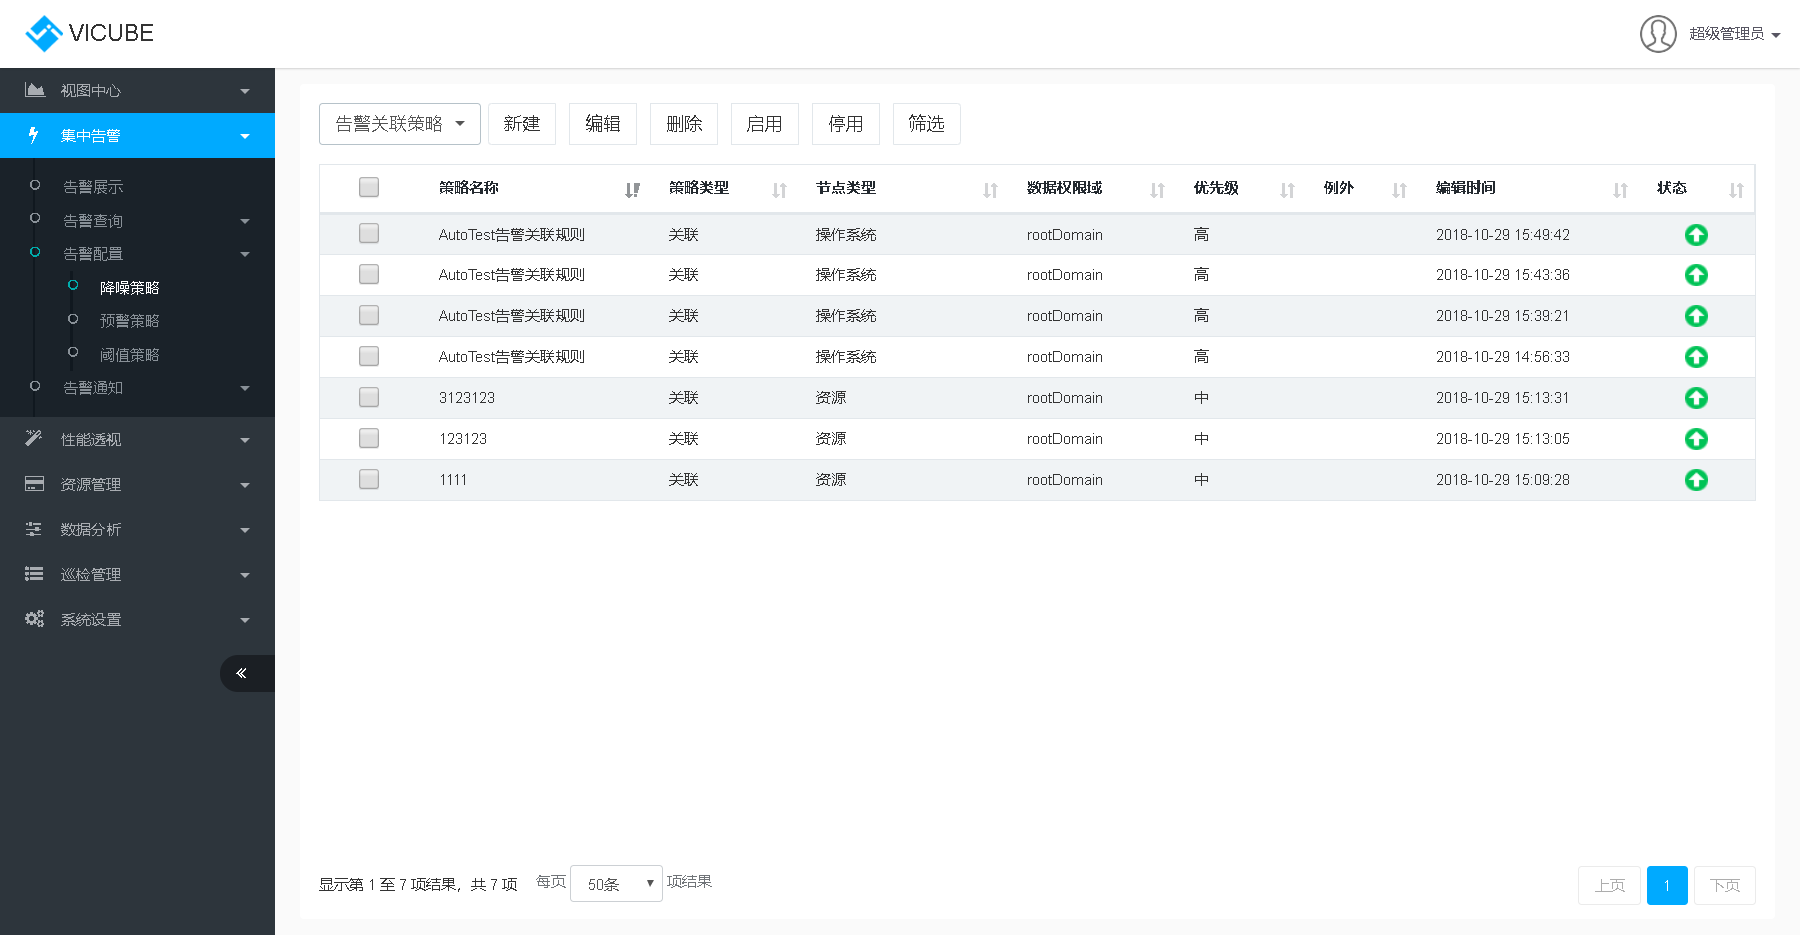 VICUBE
超级管理员
视图中心
集中告警
告警展示
告警查询
告警配置
降噪策略
预警策略
阈值策略
告警通知
性能透视
资源管理
数据分析
巡检管理
系统设置
告警关联策略 新建 编辑 删除 启用 停用 筛选
策略名称 策略类型 节点类型 数据权限域 优先级 例外 编辑时间 状态
AutoTest告警关联规则 关联 操作系统 rootDomain 高 2018-10-29 15:49:42
AutoTest告警关联规则 关联 操作系统 rootDomain 高 2018-10-29 15:43:36
AutoTest告警关联规则 关联 操作系统 rootDomain 高 2018-10-29 15:39:21
AutoTest告警关联规则 关联 操作系统 rootDomain 高 2018-10-29 14:56:33
3123123 关联 资源 rootDomain 中 2018-10-29 15:13:31
123123 关联 资源 rootDomain 中 2018-10-29 15:13:05
1111 关联 资源 rootDomain 中 2018-10-29 15:09:28
显示第 1 至 7 项结果，共 7 项 每页 50条 项结果
上页 1 下页